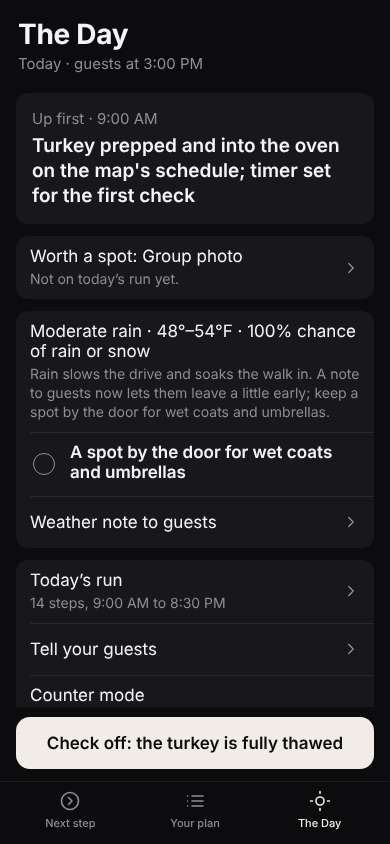 The Day
Today · guests at 3:00 PM
Up first · 9:00 AM
Turkey prepped and into the oven
on the map's schedule; timer set
for the first check
Worth a spot: Group photo
Not on today’s run yet.
Moderate rain · 48°–54°F · 100% chance
of rain or snow
Rain slows the drive and soaks the walk in. A note
to guests now lets them leave a little early; keep a
spot by the door for wet coats and umbrellas.
A spot by the door for wet coats
and umbrellas
Weather note to guests
Today’s run
14 steps, 9:00 AM to 8:30 PM
Tell your guests
Counter mode
Check off: the turkey is fully thawed
Next step
Your plan
The Day